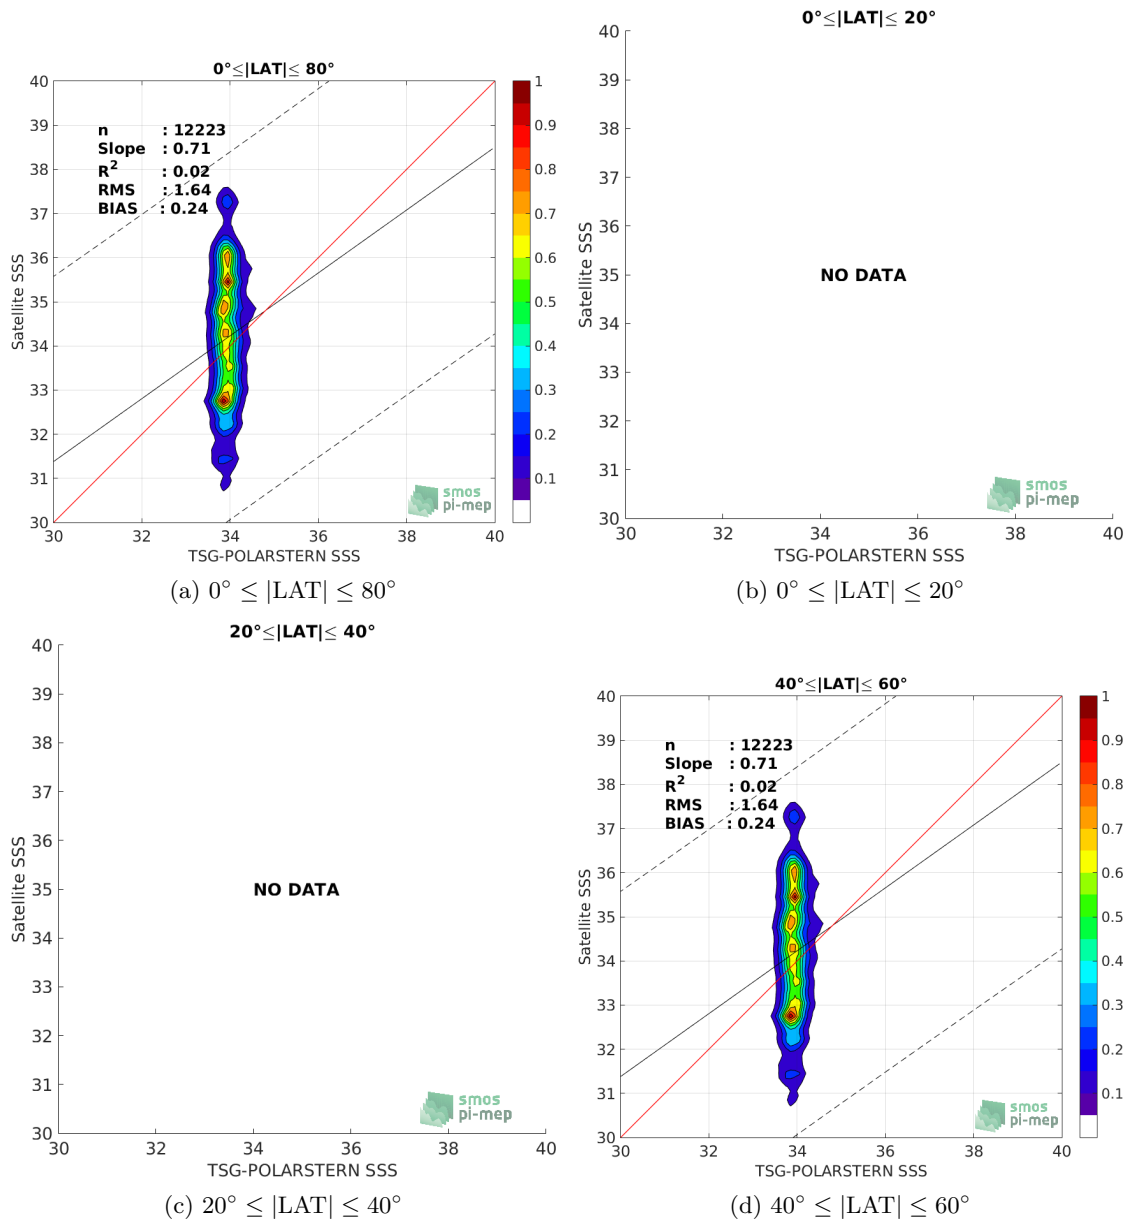 0°≤|LAT|≤ 80°
40
39
38
37
36
35
34
33
32
31
30
Satellite SSS
n : 12223
Slope : 0.71
R2 : 0.02
RMS : 1.64
BIAS : 0.24
1
0.9
0.8
0.7
0.6
0.5
0.4
0.3
0.2
0.1
smos
pi-mep
30 32 34 36 38 40
TSG-POLARSTERN SSS
(a) 0° ≤ |LAT| ≤ 80°
0°≤|LAT|≤ 20°
40
39
38
37
36
35
34
33
32
31
30
Satellite SSS
NO DATA
smos
pi-mep
30 32 34 36 38 40
TSG-POLARSTERN SSS
(b) 0° ≤ |LAT| ≤ 20°
20°≤|LAT|≤ 40°
40
39
38
37
36
35
34
33
32
31
30
Satellite SSS
NO DATA
smos
pi-mep
30 32 34 36 38 40
TSG-POLARSTERN SSS
(c) 20° ≤ |LAT| ≤ 40°
40°≤|LAT|≤ 60°
40
39
38
37
36
35
34
33
32
31
30
Satellite SSS
n : 12223
Slope : 0.71
R2 : 0.02
RMS : 1.64
BIAS : 0.24
1
0.9
0.8
0.7
0.6
0.5
0.4
0.3
0.2
0.1
smos
pi-mep
30 32 34 36 38 40
TSG-POLARSTERN SSS
(d) 40° ≤ |LAT| ≤ 60°